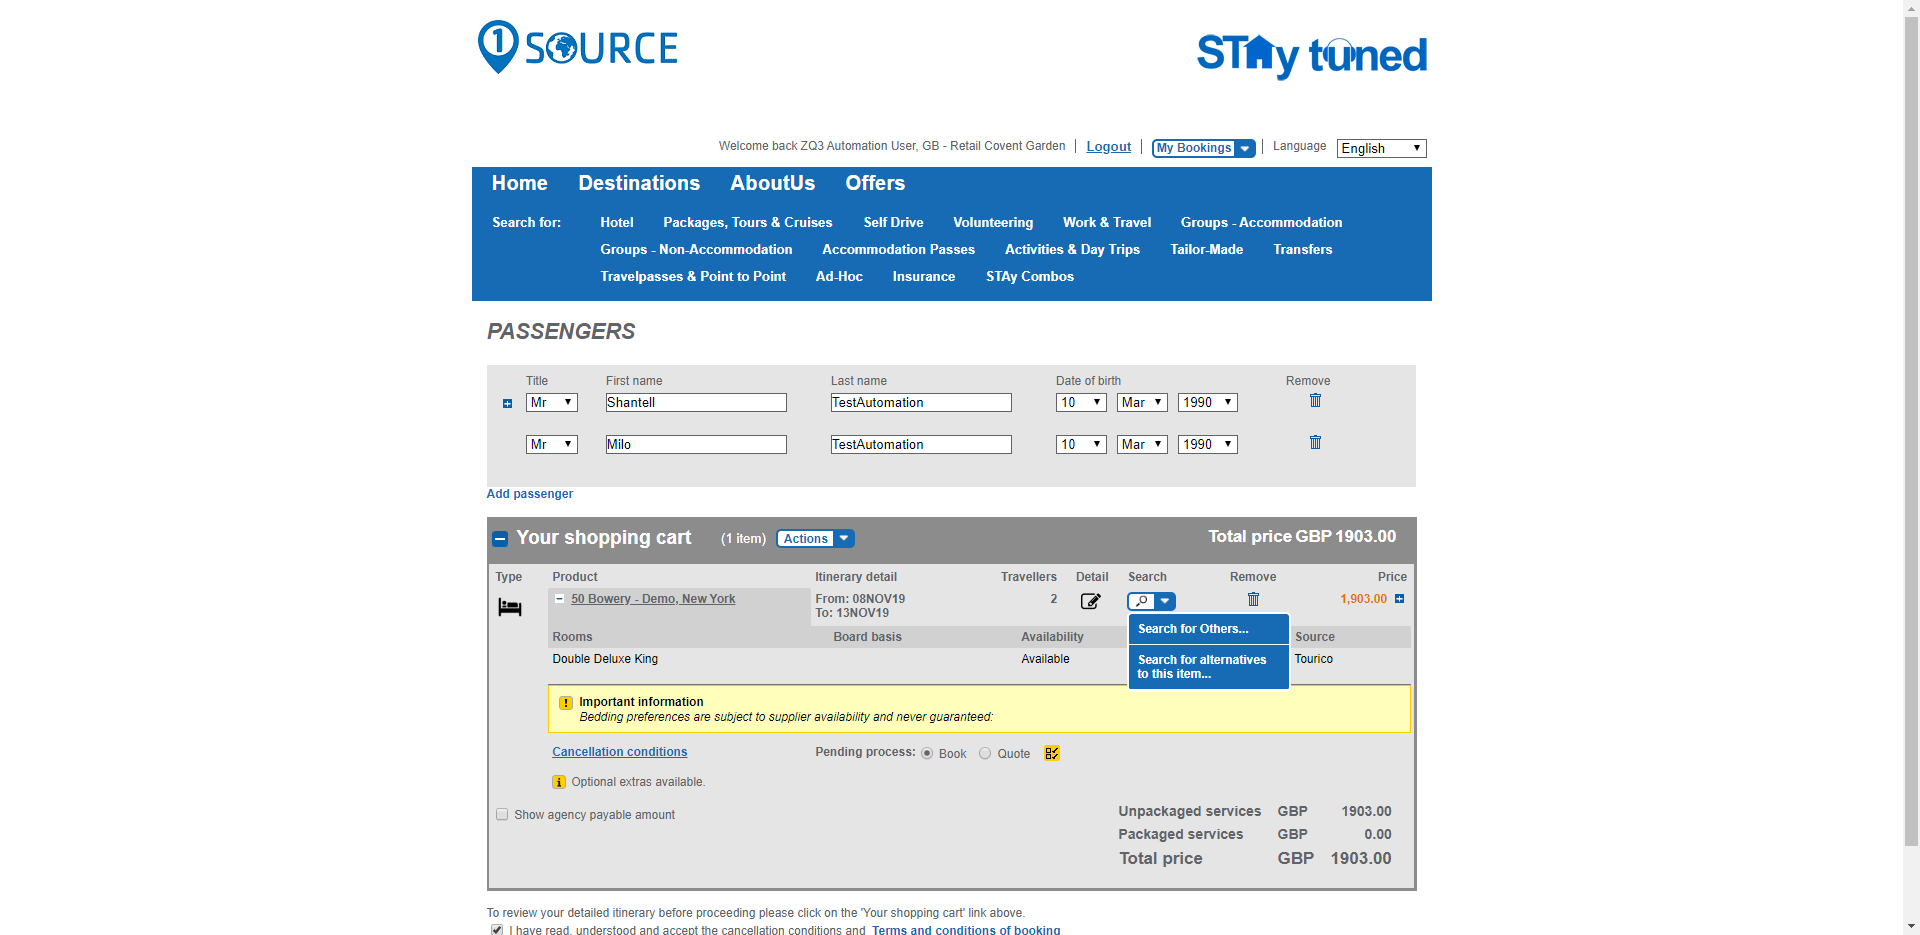 1 SOURCE
STAy tuned
Welcome back ZQ3 Automation User, GB - Retail Covent Garden Logout My Bookings Language English
Home Destinations AboutUs Offers
Search for: Hotel Packages, Tours & Cruises Self Drive Volunteering Work & Travel Groups - Accommodation
Groups - Non-Accommodation Accommodation Passes Activities & Day Trips Tailor-Made Transfers
Travelpasses & Point to Point Ad-Hoc Insurance STAy Combos
PASSENGERS
Title First name Last name Date of birth Remove
Mr Shantell TestAutomation 10 Mar 1990
Mr Milo TestAutomation 10 Mar 1990
Add passenger
Your shopping cart (1 item) Actions Total price GBP 1903.00
Type Product Itinerary detail Travellers Detail Search Remove Price
50 Bowery - Demo, New York From: 08NOV19 2 1,903.00
To: 13NOV19
Search for Others...
Rooms Board basis Availability Source
Double Deluxe King Available Tourico
Search for alternatives
to this item...
! Important information
Bedding preferences are subject to supplier availability and never guaranteed:
Cancellation conditions Pending process: Book Quote
i Optional extras available.
Show agency payable amount
Unpackaged services GBP 1903.00
Packaged services GBP 0.00
Total price GBP 1903.00
To review your detailed itinerary before proceeding please click on the 'Your shopping cart' link above.
I have read, understood and accept the cancellation conditions and Terms and conditions of booking